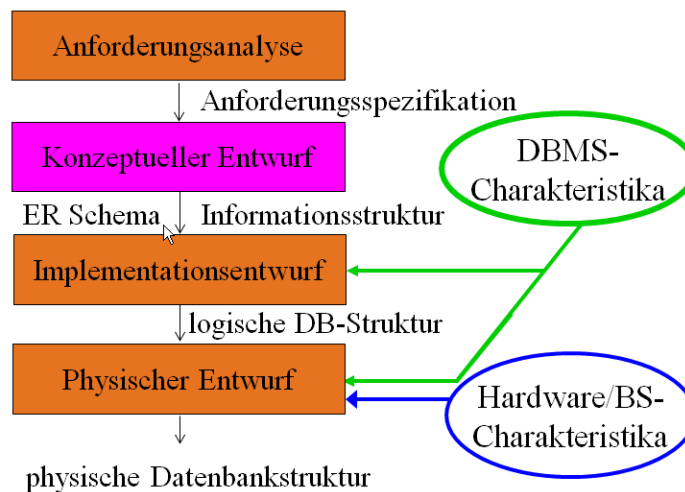 Anforderungsanalyse
Anforderungsspezifikation
Konzeptueller Entwurf
DBMS-
Charakteristika
ER Schema Informationsstruktur
Implementationsentwurf
logische DB-Struktur
Physischer Entwurf
Hardware/BS-
Charakteristika
physische Datenbankstruktur